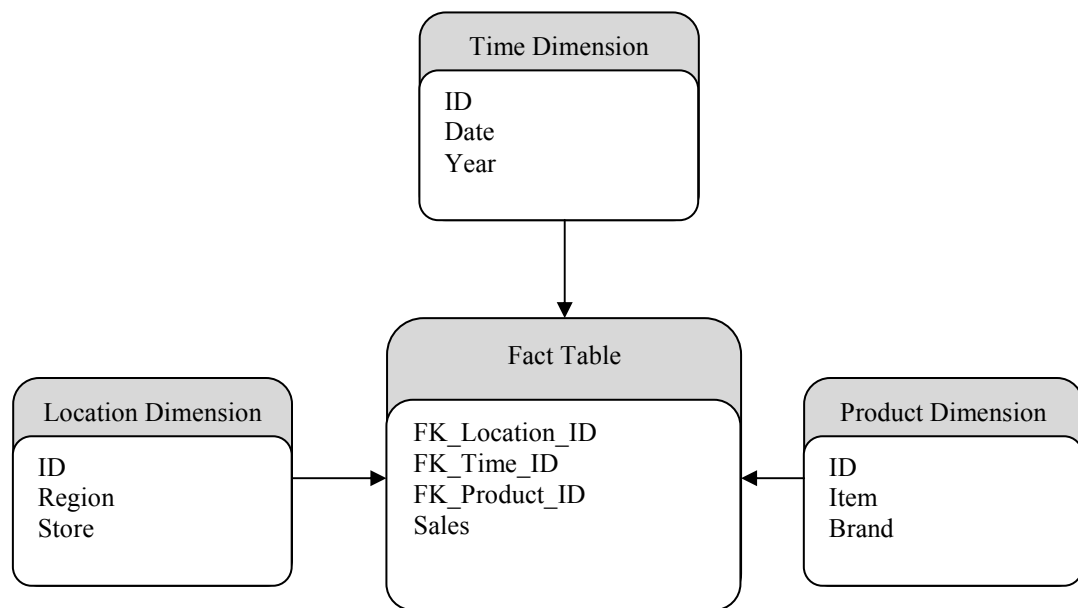 Time Dimension
ID
Date
Year
Fact Table
FK_Location_ID
FK_Time_ID
FK_Product_ID
Sales
Location Dimension
ID
Region
Store
Product Dimension
ID
Item
Brand